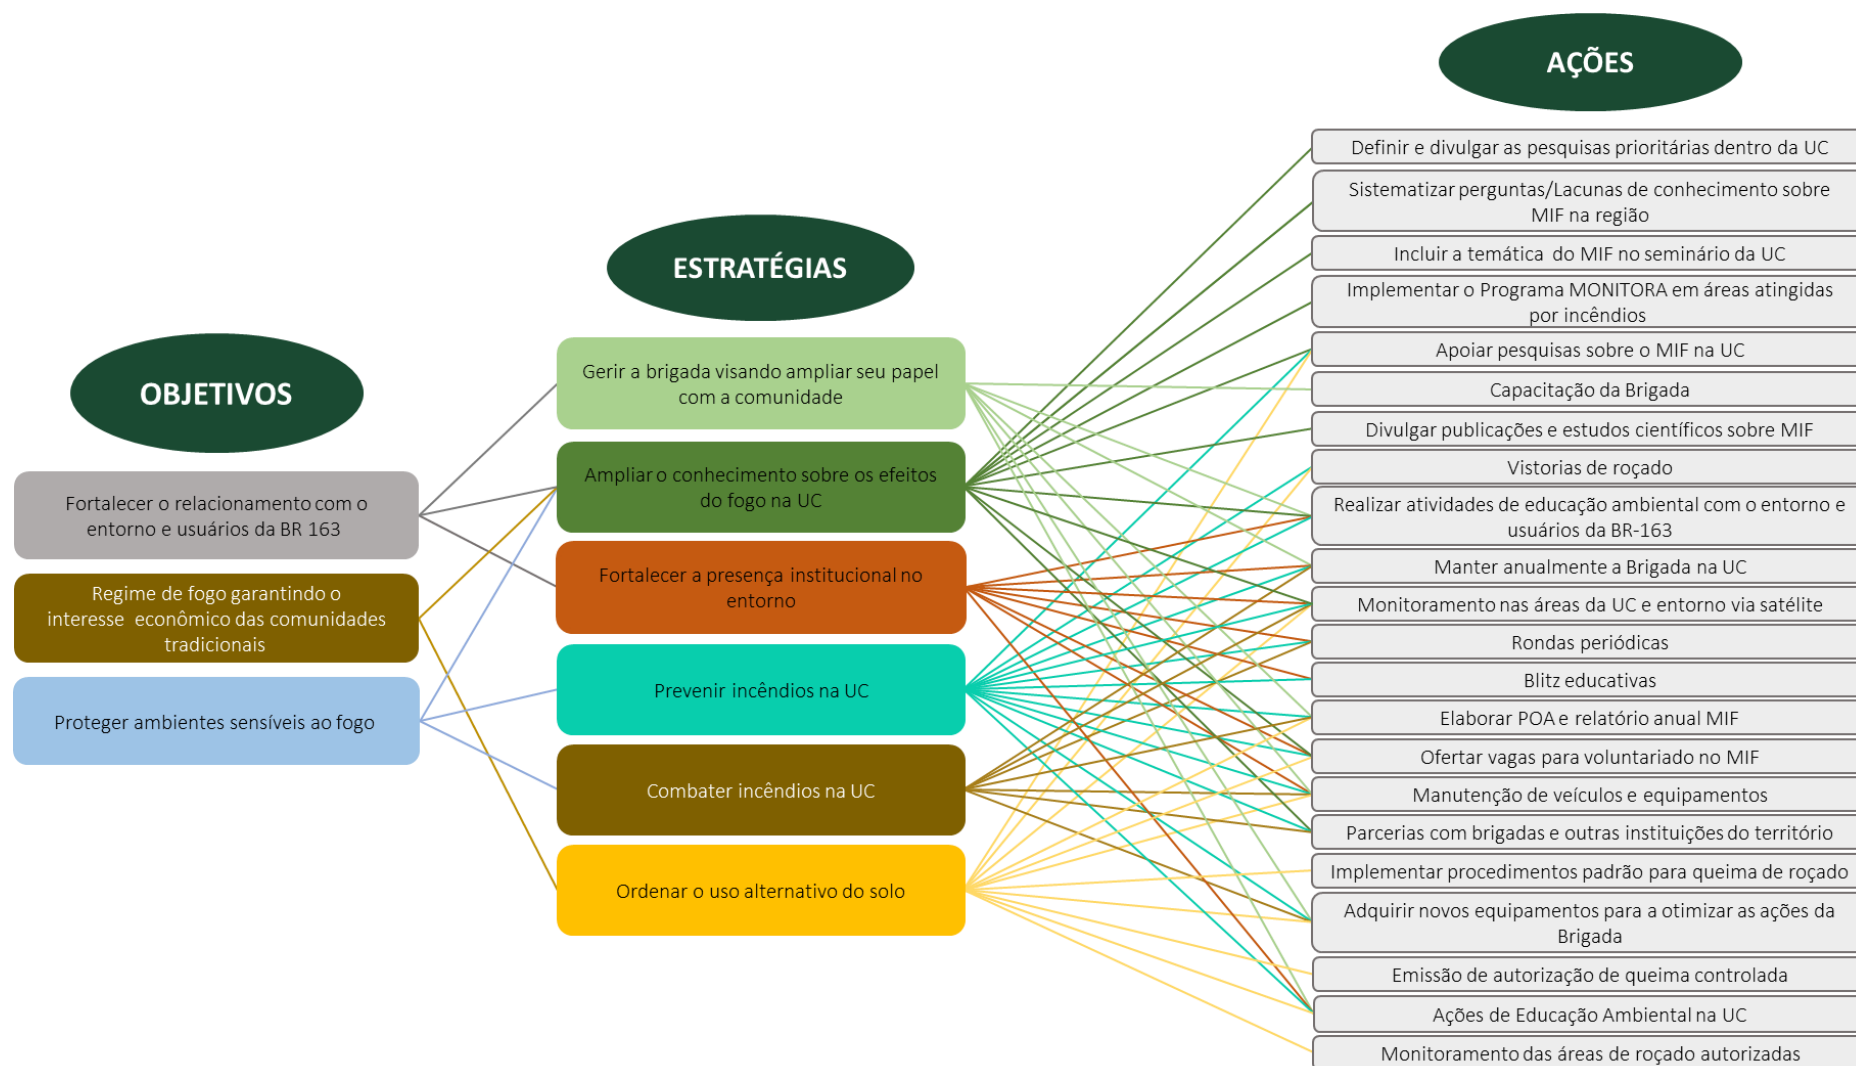 OBJETIVOS
Fortalecer o relacionamento com o
entorno e usuários da BR 163
Regime de fogo garantindo o
interesse econômico das comunidades
tradicionais
Proteger ambientes sensíveis ao fogo
ESTRATÉGIAS
Gerir a brigada visando ampliar seu papel
com a comunidade
Ampliar o conhecimento sobre os efeitos
do fogo na UC
Fortalecer a presença institucional no
entorno
Prevenir incêndios na UC
Combater incêndios na UC
Ordenar o uso alternativo do solo
AÇÕES
Definir e divulgar as pesquisas prioritárias dentro da UC
Sistematizar perguntas/Lacunas de conhecimento sobre
MIF na região
Incluir a temática do MIF no seminário da UC
Implementar o Programa MONITORA em áreas atingidas
por incêndios
Apoiar pesquisas sobre o MIF na UC
Capacitação da Brigada
Divulgar publicações e estudos científicos sobre MIF
Vistorias de roçado
Realizar atividades de educação ambiental com o entorno e
usuários da BR-163
Manter anualmente a Brigada na UC
Monitoramento nas áreas da UC e entorno via satélite
Rondas periódicas
Blitz educativas
Elaborar POA e relatório anual MIF
Ofertar vagas para voluntariado no MIF
Manutenção de veículos e equipamentos
Parcerias com brigadas e outras instituições do território
Implementar procedimentos padrão para queima de roçado
Adquirir novos equipamentos para a otimizar as ações da
Brigada
Emissão de autorização de queima controlada
Ações de Educação Ambiental na UC
Monitoramento das áreas de roçado autorizadas